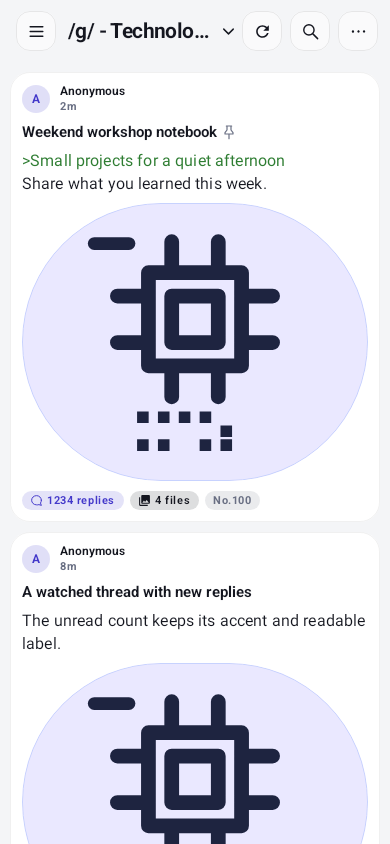 /g/ - Technolo...
A
Anonymous
2m
Weekend workshop notebook
>Small projects for a quiet afternoon
Share what you learned this week.
1234 replies
4 files
No.100
A
Anonymous
8m
A watched thread with new replies
The unread count keeps its accent and readable
label.